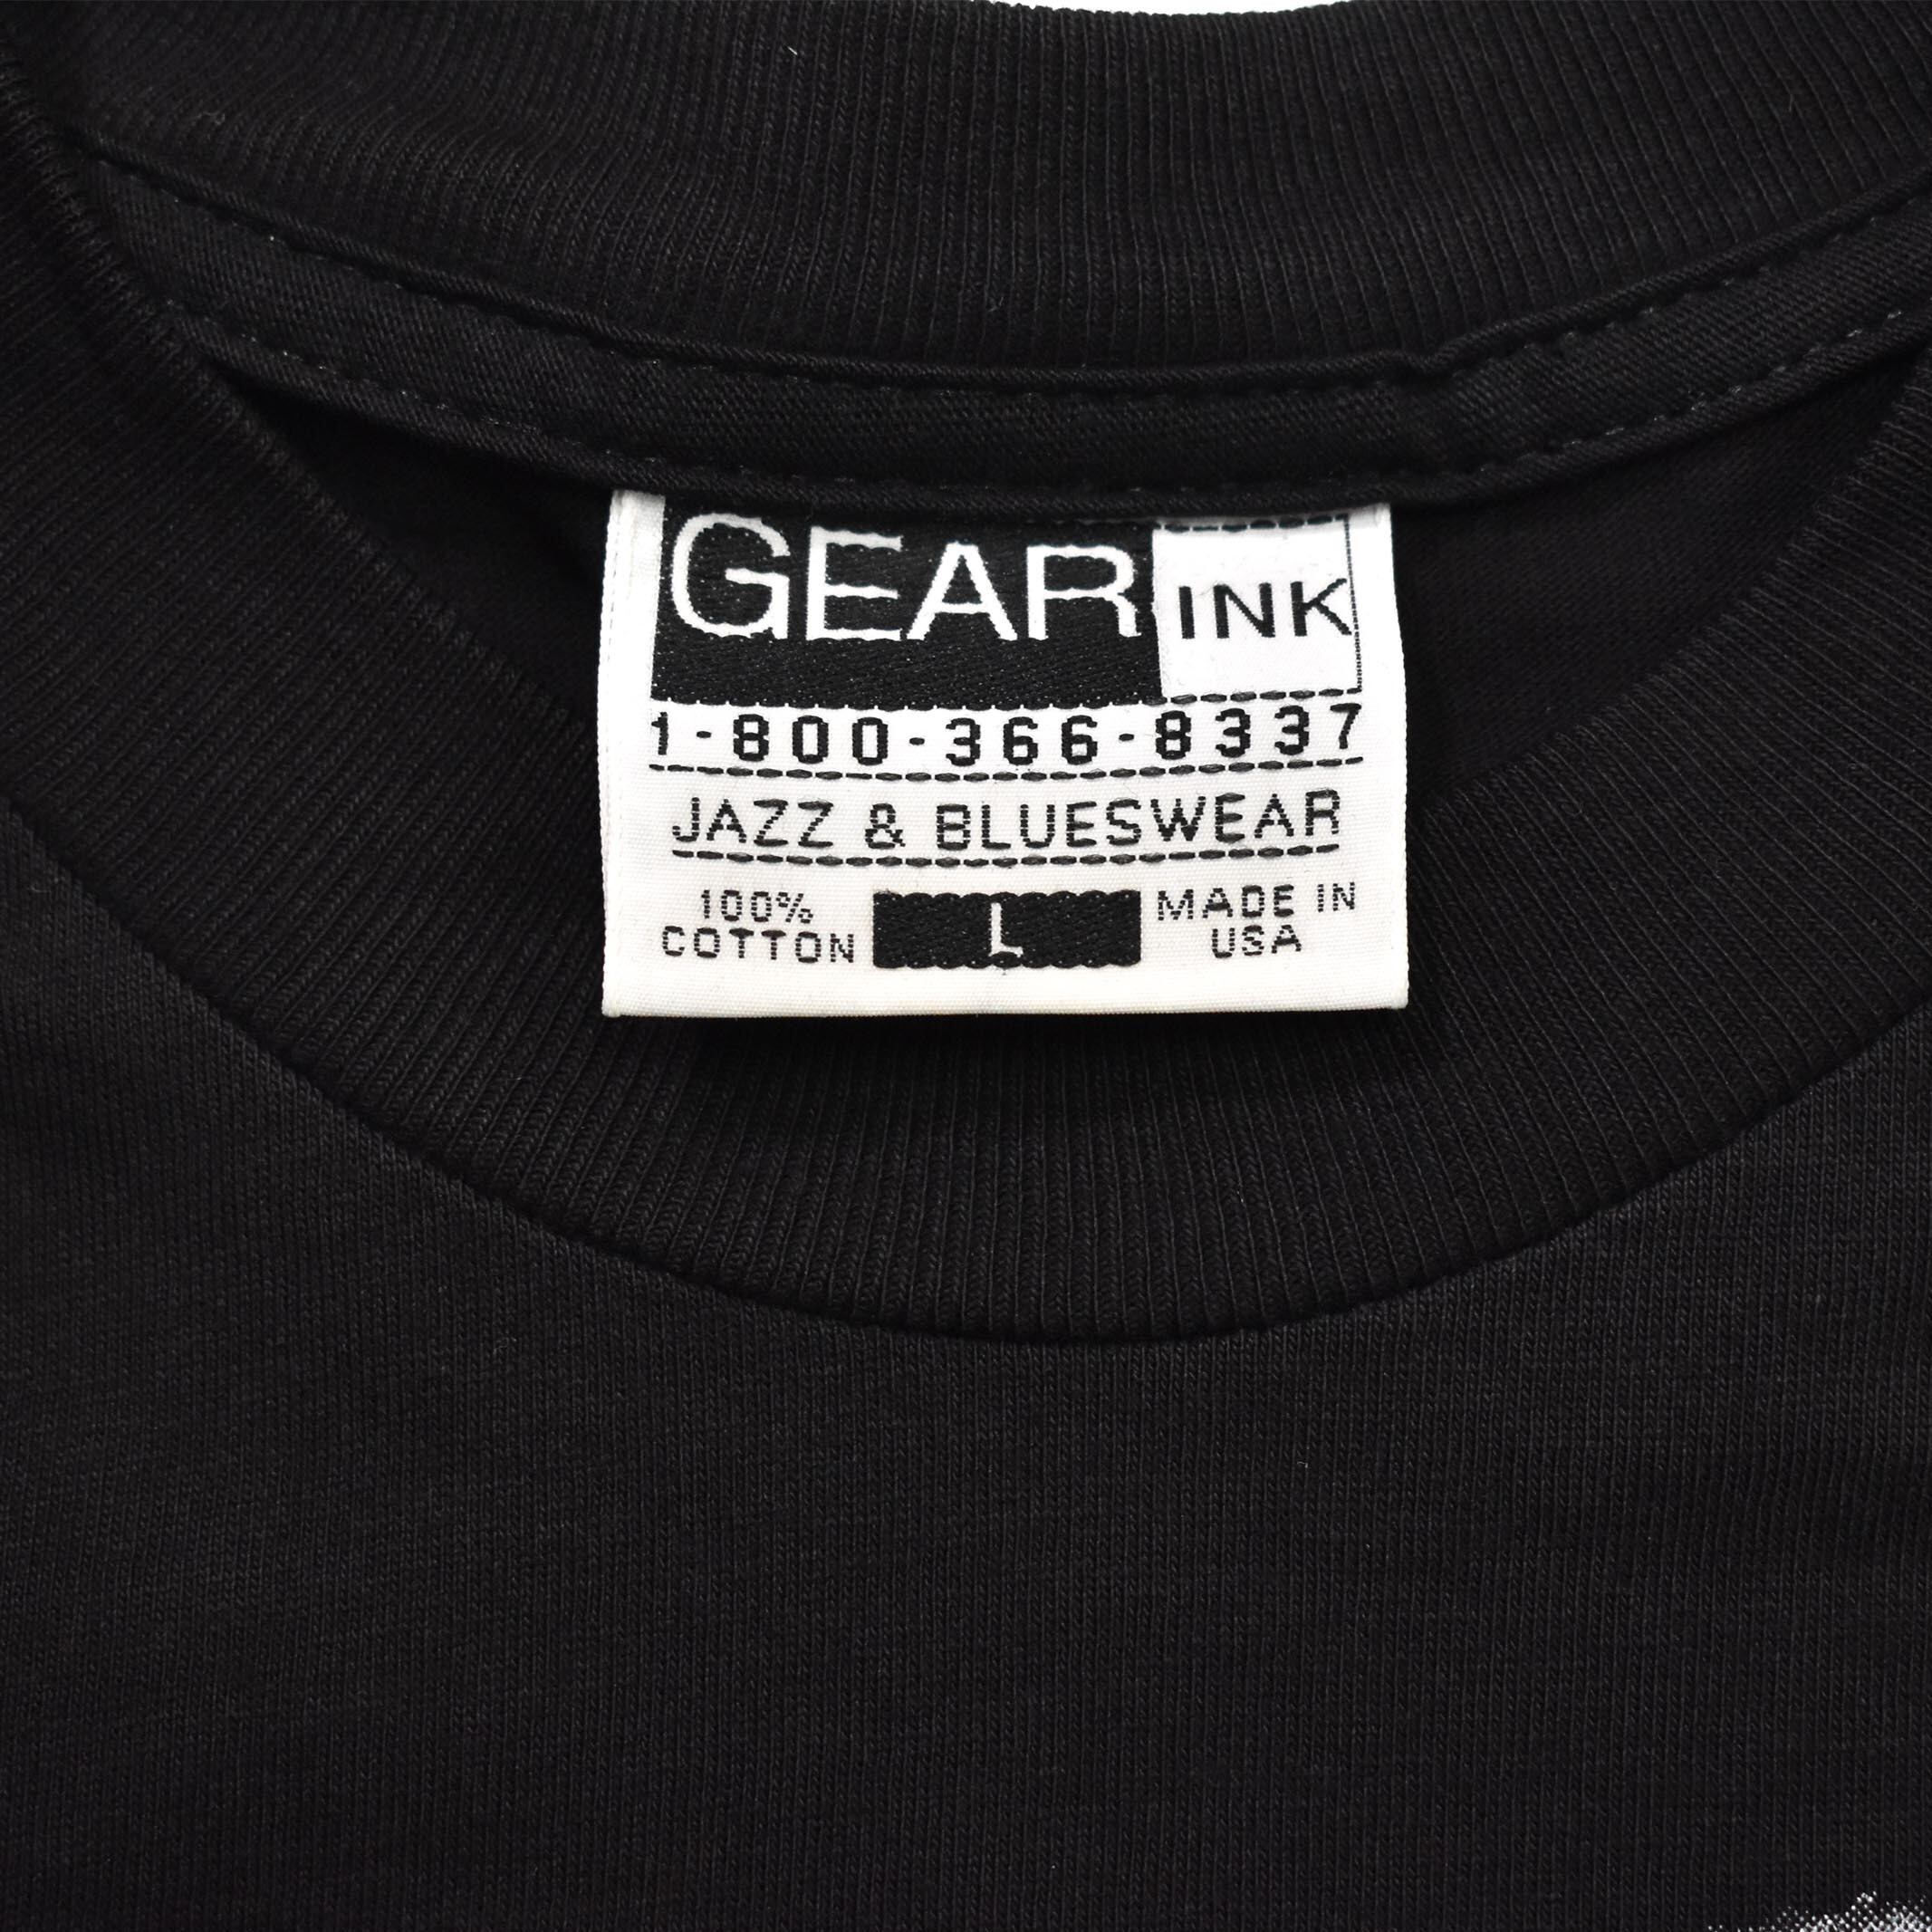 GEAR INK
1-800-366-8337
JAZZ & BLUESWEAR
100% COTTON
L
MADE IN USA